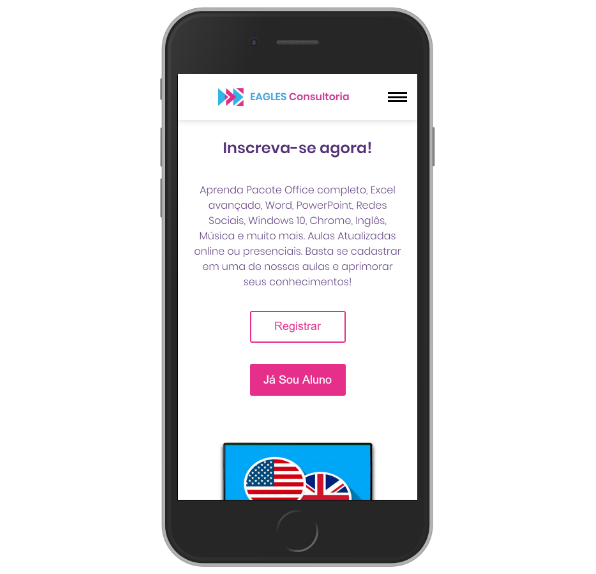 EAGLES Consultoria
Inscreva-se agora!
Aprenda Pacote Office completo, Excel
avançado, Word, PowerPoint, Redes
Sociais, Windows 10, Chrome, Inglês,
Música e muito mais. Aulas Atualizadas
online ou presenciais. Basta se cadastrar
em uma de nossas aulas e aprimorar
seus conhecimentos!
Registrar
Já Sou Aluno